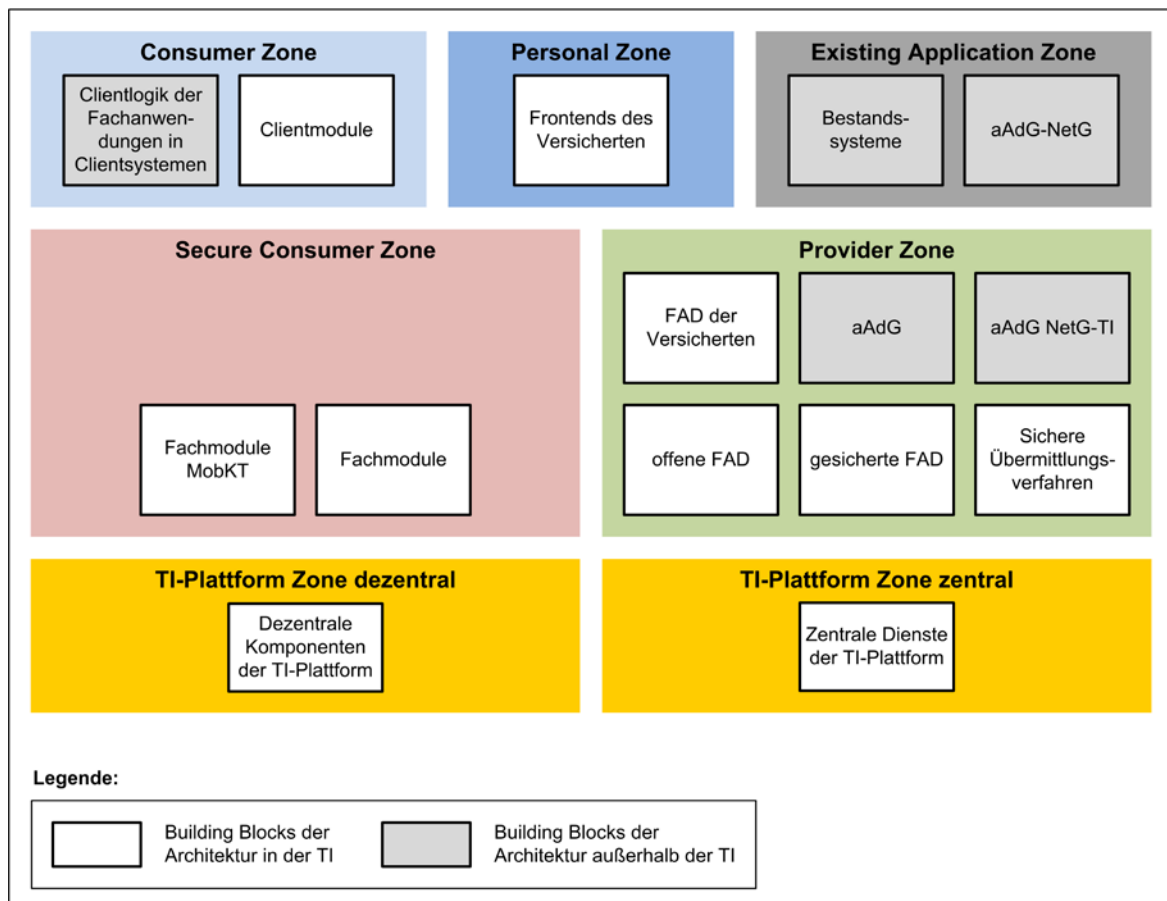 Consumer Zone
Clientlogik der
Fachanwen-
dungen in
Clientsystemen
Clientmodule
Personal Zone
Frontends des
Versicherten
Existing Application Zone
Bestands-
systeme
aAdG-NetG
Secure Consumer Zone
Fachmodule
MobKT
Fachmodule
Provider Zone
FAD der
Versicherten
aAdG
aAdG NetG-TI
offene FAD
gesicherte FAD
Sichere
Übermittlungs-
verfahren
TI-Plattform Zone dezentral
Dezentrale
Komponenten
der TI-Plattform
TI-Plattform Zone zentral
Zentrale Dienste
der TI-Plattform
Legende:
Building Blocks der
Architektur in der TI
Building Blocks der
Architektur außerhalb der TI